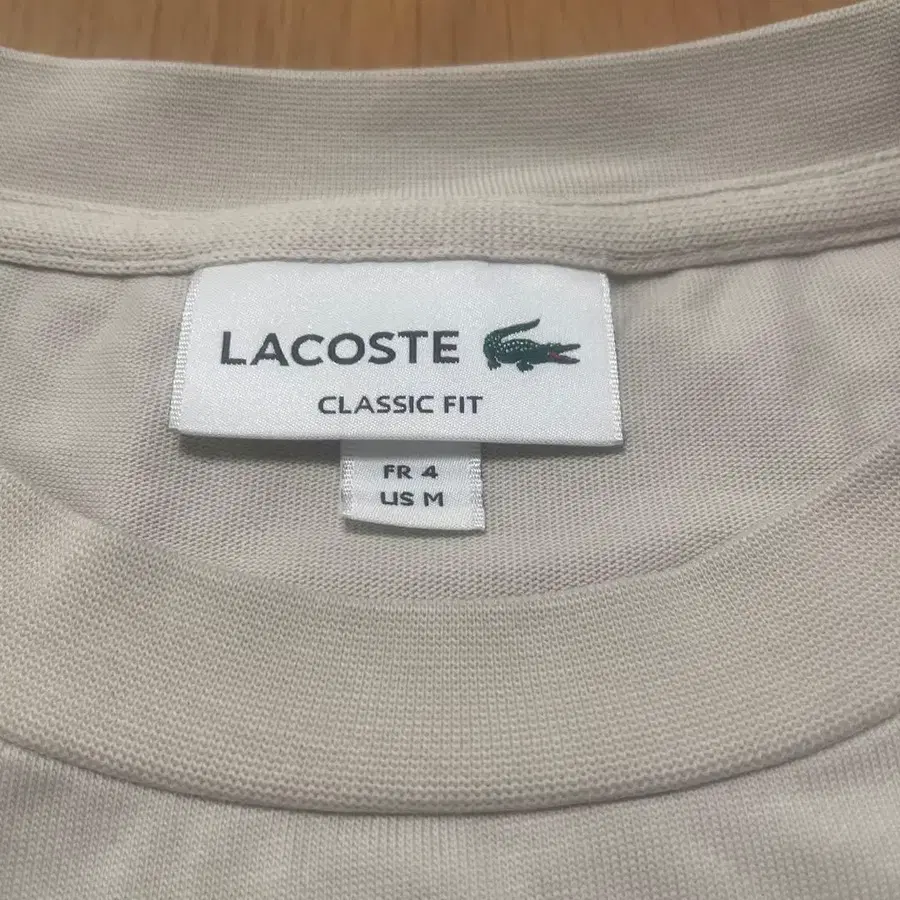 LACOSTE
CLASSIC FIT
FR 4
US M